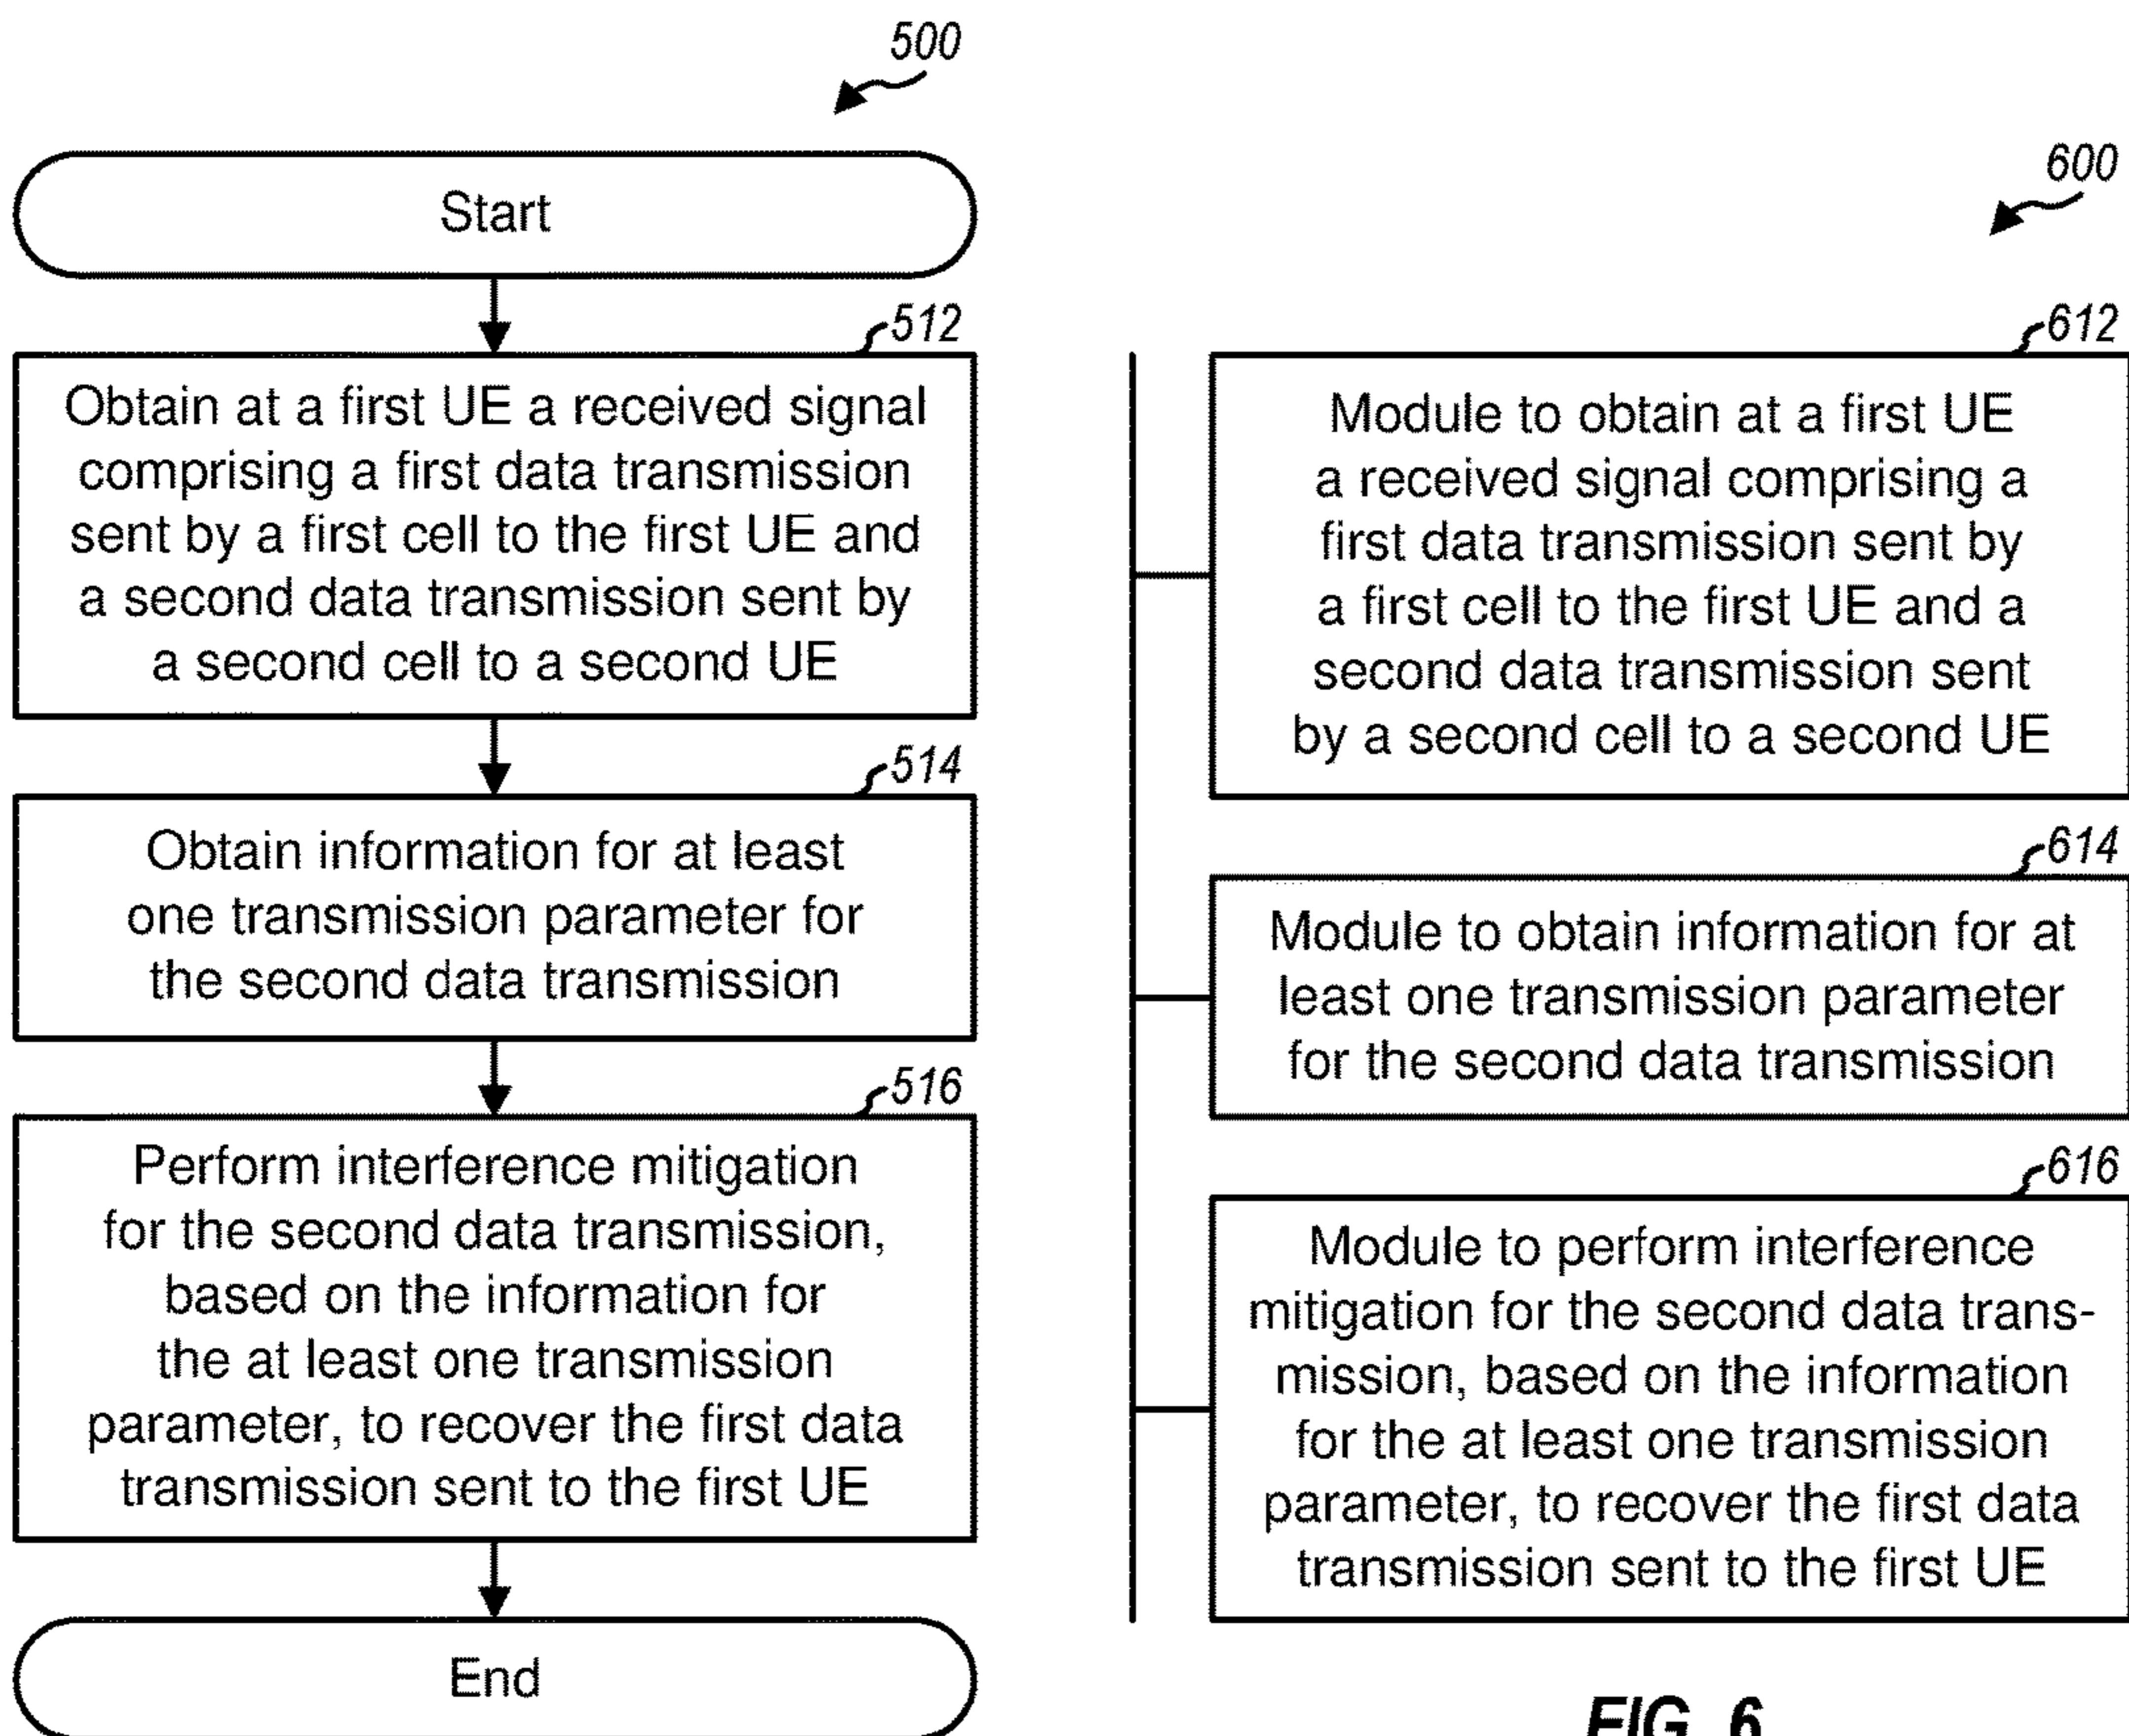 500
Start
512
Obtain at a first UE a received signal
comprising a first data transmission
sent by a first cell to the first UE and
a second data transmission sent by
a second cell to a second UE
514
Obtain information for at least
one transmission parameter for
the second data transmission
516
Perform interference mitigation
for the second data transmission,
based on the information for
the at least one transmission
parameter, to recover the first data
transmission sent to the first UE
End
600
612
Module to obtain at a first UE
a received signal comprising a
first data transmission sent by
a first cell to the first UE and a
second data transmission sent
by a second cell to a second UE
614
Module to obtain information for at
least one transmission parameter
for the second data transmission
616
Module to perform interference
mitigation for the second data trans-
mission, based on the information
for the at least one transmission
parameter, to recover the first data
transmission sent to the first UE
FIG. 6